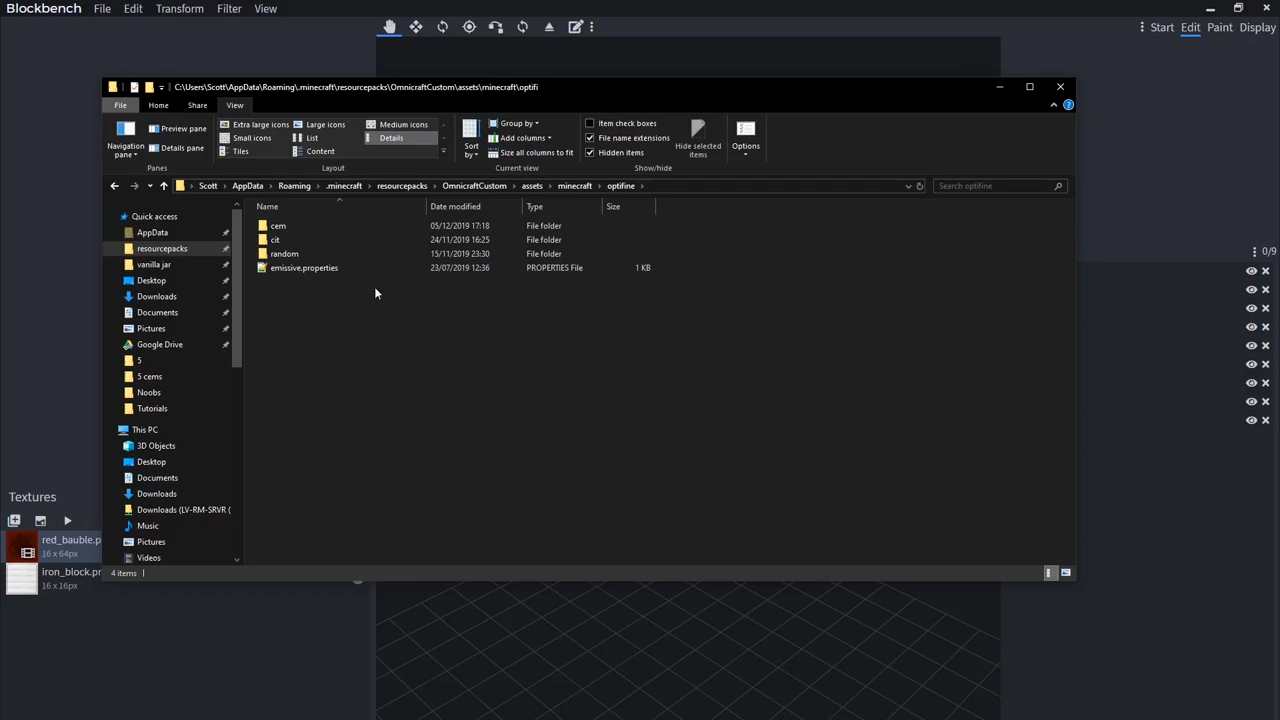 Blockbench File Edit Transform Filter View
Start Edit Paint Display
C:\Users\Scott\AppData\Roaming\.minecraft\resourcepacks\OmnicraftCustom\assets\minecraft\optifi
File Home Share View
Navigation pane
Preview pane
Details pane
Panes
Extra large icons Large icons Medium icons
Small icons List Details
Tiles Content
Layout
Sort by
Group by
Add columns
Size all columns to fit
Current view
Item check boxes
File name extensions
Hidden items
Hide selected items
Show/hide
Options
Scott AppData Roaming .minecraft resourcepacks OmnicraftCustom assets minecraft optifine
Search optifine
Name Date modified Type Size
cem 05/12/2019 17:18 File folder
cit 24/11/2019 16:25 File folder
random 15/11/2019 23:30 File folder
emissive.properties 23/07/2019 12:36 PROPERTIES File 1 KB
Quick access
AppData
resourcepacks
vanilla jar
Desktop
Downloads
Documents
Pictures
Google Drive
5
5 cems
Noobs
Tutorials
This PC
3D Objects
Desktop
Documents
Downloads
Downloads (LV-RM-SRVR (
Music
Pictures
Videos
4 items
0/9
Textures
red_bauble.p
16 x 64px
iron_block.pr
16 x 16px